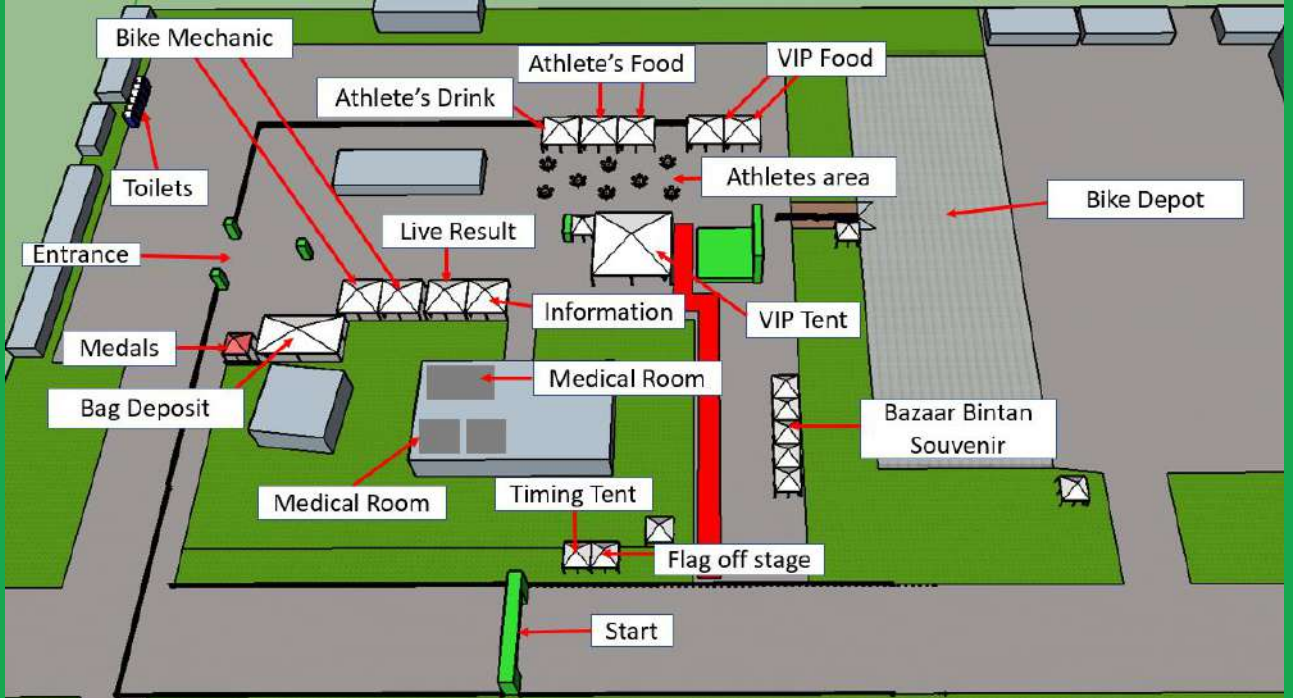 Bike Mechanic
Athlete's Food
VIP Food
Athlete's Drink
Toilets
Athletes area
Bike Depot
Live Result
Entrance
Information
VIP Tent
Medals
Medical Room
Bag Deposit
Bazaar Bintan
Souvenir
Medical Room
Timing Tent
Flag off stage
Start